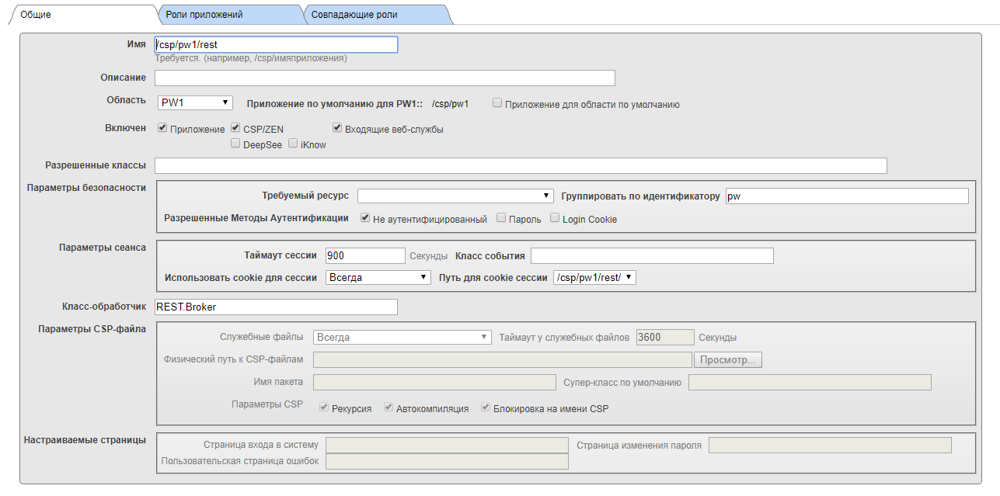 Общие Роли приложений Совпадающие роли
Имя /csp/pw1/rest
Требуется. (например, /csp/имяприложения)
Описание
Область PW1 Приложение по умолчанию для PW1:: /csp/pw1 Приложение для области по умолчанию
Включен Приложение CSP/ZEN Входящие веб-службы
DeepSee iKnow
Разрешенные классы
Параметры безопасности
Требуемый ресурс Группировать по идентификатору pw
Разрешенные Методы Аутентификации Не аутентифицированный Пароль Login Cookie
Параметры сеанса
Таймаут сессии 900 Секунды Класс события
Использовать cookie для сессии Всегда Путь для cookie сессии /csp/pw1/rest/
Класс-обработчик REST.Broker
Параметры CSP-файла
Служебные файлы Всегда Таймаут у служебных файлов 3600 Секунды
Физический путь к CSP-файлам Просмотр...
Имя пакета Супер-класс по умолчанию
Параметры CSP Рекурсия Автокомпиляция Блокировка на имени CSP
Настраиваемые страницы
Страница входа в систему Страница изменения пароля
Пользовательская страница ошибок